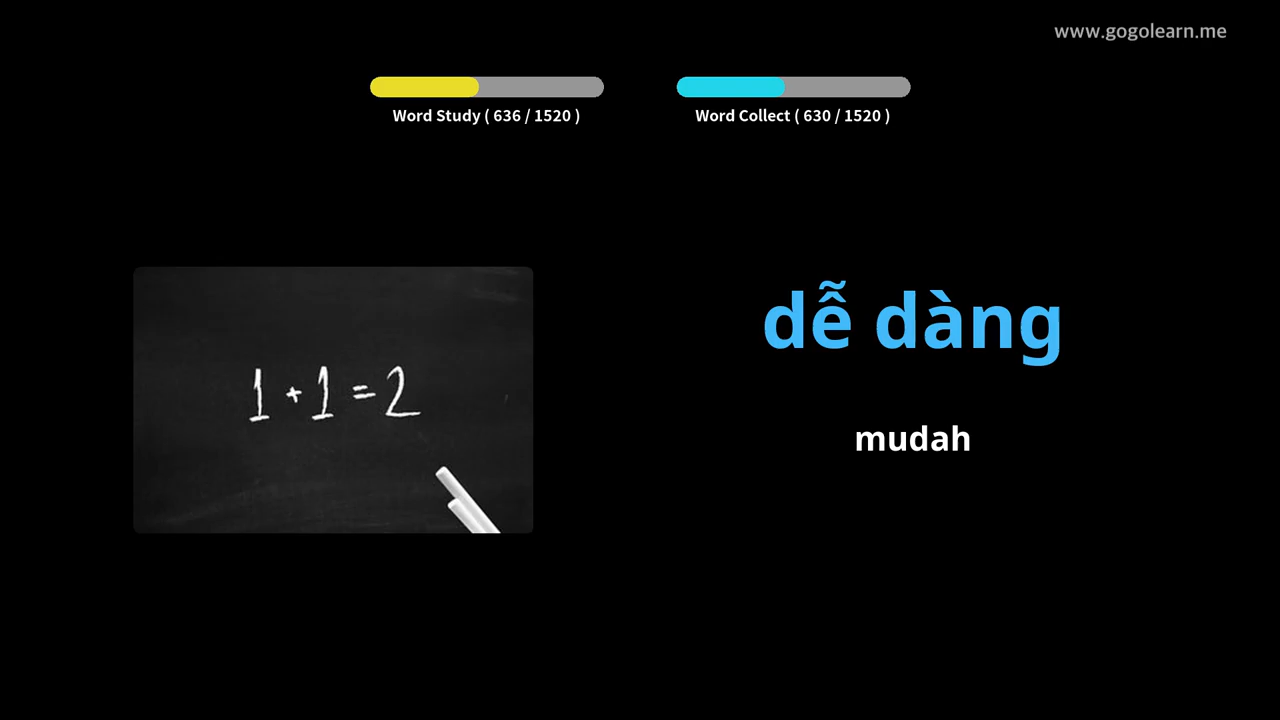 www.gogolearn.me
Word Study ( 636 / 1520 )
Word Collect ( 630 / 1520 )
1 + 1 = 2
dễ dàng
mudah